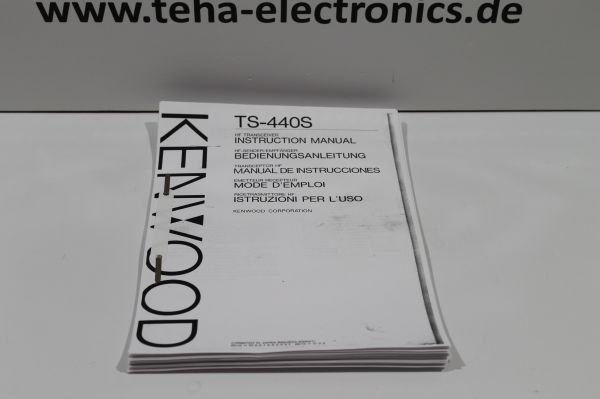 www.teha-electronics.de
KENWOOD
TS-440S
HF TRANSCEIVER
INSTRUCTION MANUAL
HF-SENDER/EMPFÄNGER
BEDIENUNGSANLEITUNG
TRANSCEPTOR HF
MANUAL DE INSTRUCCIONES
EMETTEUR RECEPTEUR
MODE D'EMPLOI
RICETRASMETTORE HF
ISTRUZIONI PER L'USO
KENWOOD CORPORATION